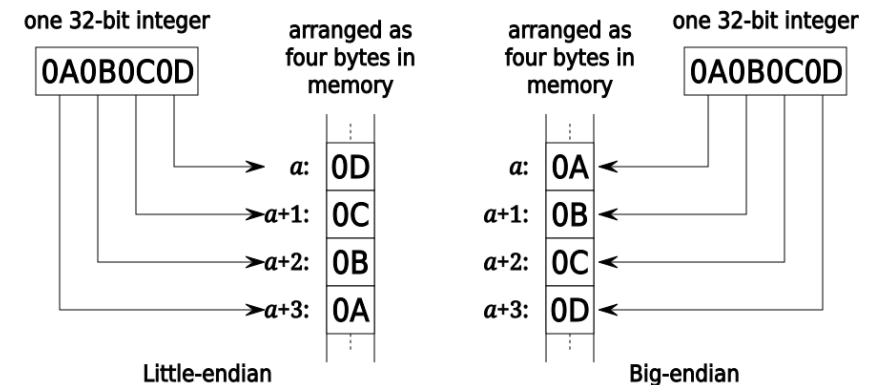 one 32-bit integer
0A0B0C0D
arranged as
four bytes in
memory
a: 0D
a+1: 0C
a+2: 0B
a+3: 0A
Little-endian
arranged as
four bytes in
memory
one 32-bit integer
0A0B0C0D
a: 0A
a+1: 0B
a+2: 0C
a+3: 0D
Big-endian